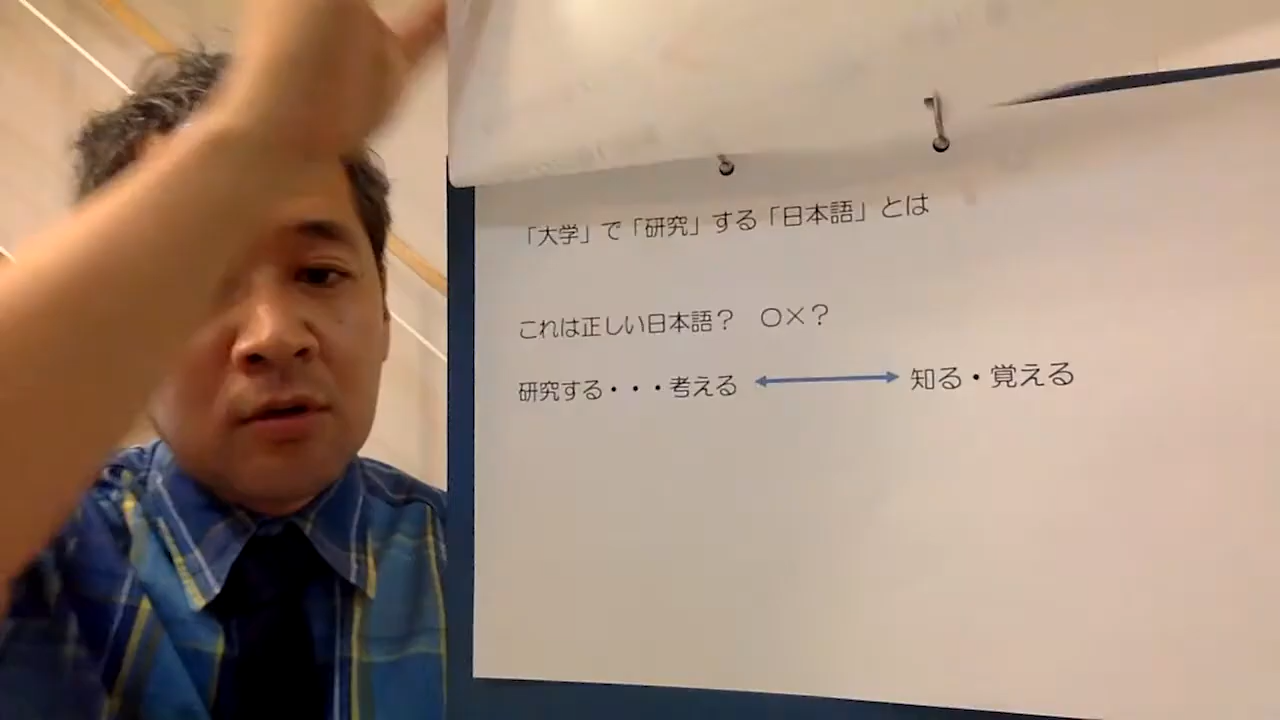 「大学」で「研究」する「日本語」とは
これは正しい日本語？　〇×？
研究する・・・考える ⟷ 知る・覚える